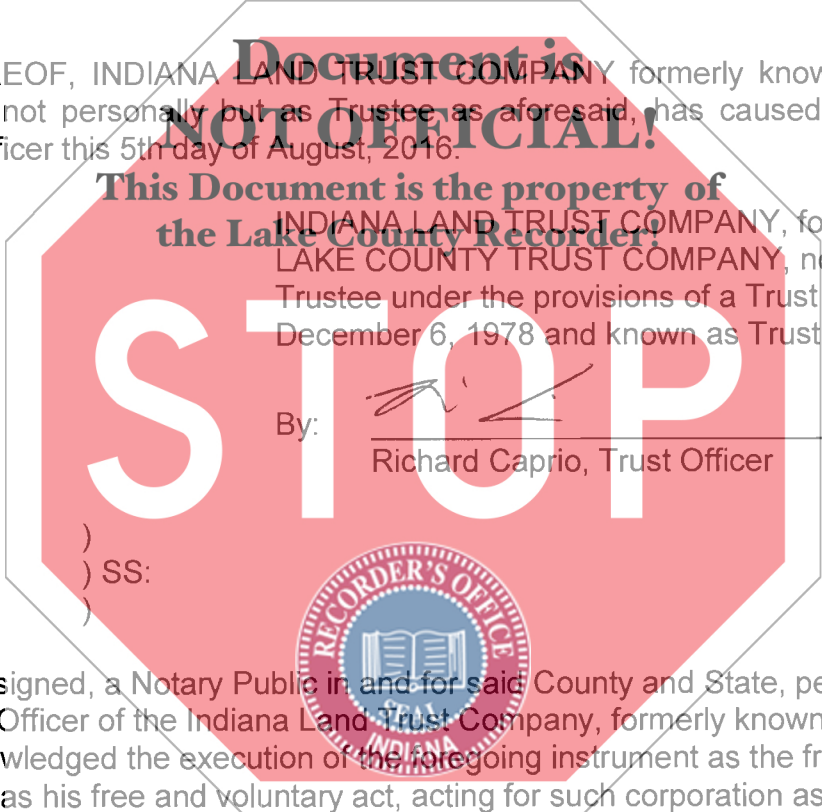 Document is
EOF, INDIANA LAND TRUST COMPANY formerly know
not personally but as Trustee as aforesaid, has caused
NOT OFFICIAL!
ficer this 5th day of August, 2016.
This Document is the property of
the Lake County Recorder!
INDIANA LAND TRUST COMPANY, fo
LAKE COUNTY TRUST COMPANY, no
Trustee under the provisions of a Trust
December 6, 1978 and known as Trust
STOP
By:
Richard Caprio, Trust Officer
)
) SS:
)
RECORDER'S OFFICE
SEAL
INDIANA
signed, a Notary Public in and for said County and State, pe
Officer of the Indiana Land Trust Company, formerly known
wledged the execution of the foregoing instrument as the fr
as his free and voluntary act, acting for such corporation as